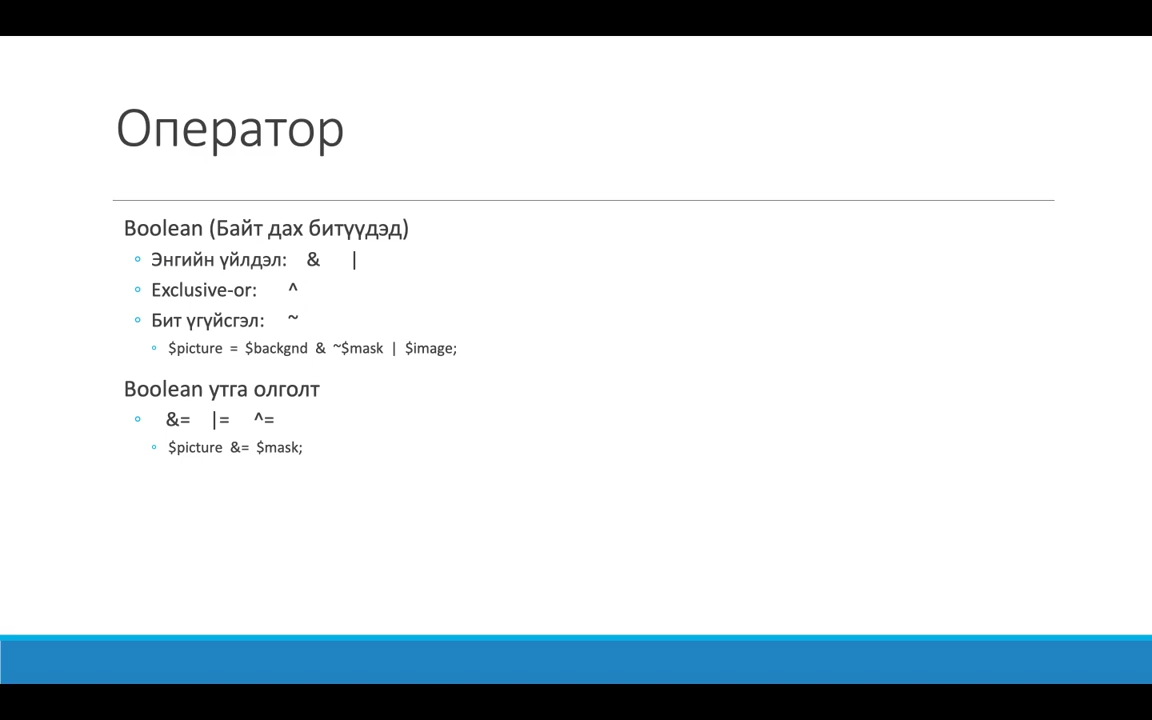 Оператор
Boolean (Байт дах битүүдэд)
Энгийн үйлдэл: & |
Exclusive-or: ^
Бит үгүйсгэл: ~
$picture = $backgnd & ~$mask | $image;
Boolean утга олголт
&= |= ^=
$picture &= $mask;